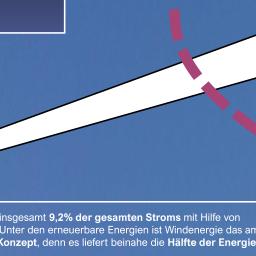 insgesamt 9,2% der gesamten Stroms mit Hilfe von
Unter den erneuerbare Energien ist Windenergie das am
Konzept, denn es liefert beinahe die Hälfte der Energie